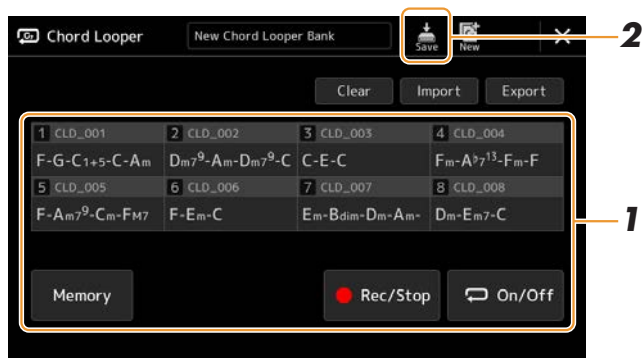 Chord Looper New Chord Looper Bank Save New 2
Clear Import Export
1 CLD_001 2 CLD_002 3 CLD_003 4 CLD_004
F-G-C1+5-C-Am Dm7⁹-Am-Dm7⁹-C C-E-C Fm-A♭7¹³-Fm-F
5 CLD_005 6 CLD_006 7 CLD_007 8 CLD_008
F-Am7⁹-Cm-FM7 F-Em-C Em-Bdim-Dm-Am- Dm-Em7-C
1
Memory Rec/Stop On/Off